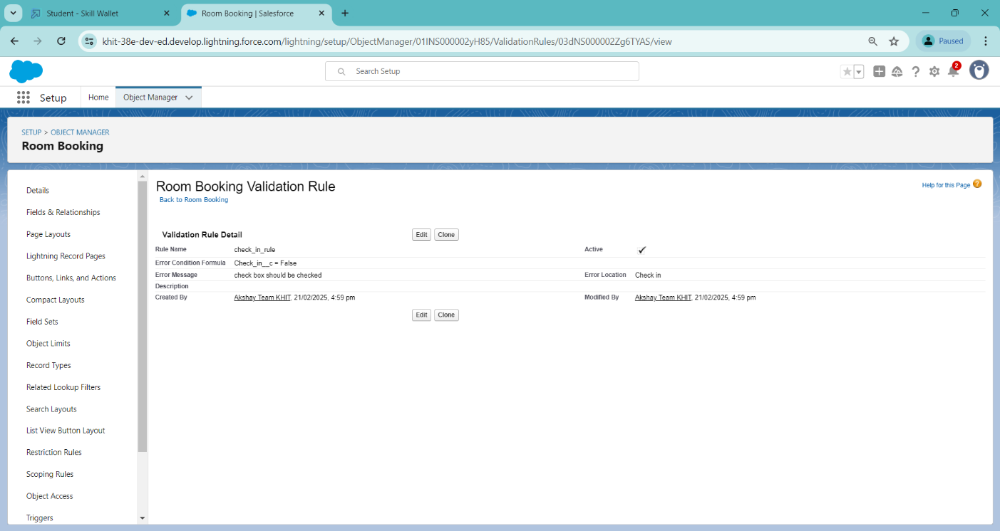 Student - Skill Wallet
Room Booking | Salesforce
khit-38e-dev-ed.develop.lightning.force.com/lightning/setup/ObjectManager/01INS000002yH85/ValidationRules/03dNS000002Zg6TYAS/view
Paused
Search Setup
2
Setup
Home
Object Manager
SETUP > OBJECT MANAGER
Room Booking
Details
Fields & Relationships
Page Layouts
Lightning Record Pages
Buttons, Links, and Actions
Compact Layouts
Field Sets
Object Limits
Record Types
Related Lookup Filters
Search Layouts
List View Button Layout
Restriction Rules
Scoping Rules
Object Access
Triggers
Room Booking Validation Rule
Help for this Page
Back to Room Booking
Validation Rule Detail
Edit Clone
Rule Name check_in_rule Active
Error Condition Formula Check_in__c = False
Error Message check box should be checked Error Location Check in
Description
Created By Akshay Team KHIT, 21/02/2025, 4:59 pm Modified By Akshay Team KHIT, 21/02/2025, 4:59 pm
Edit Clone